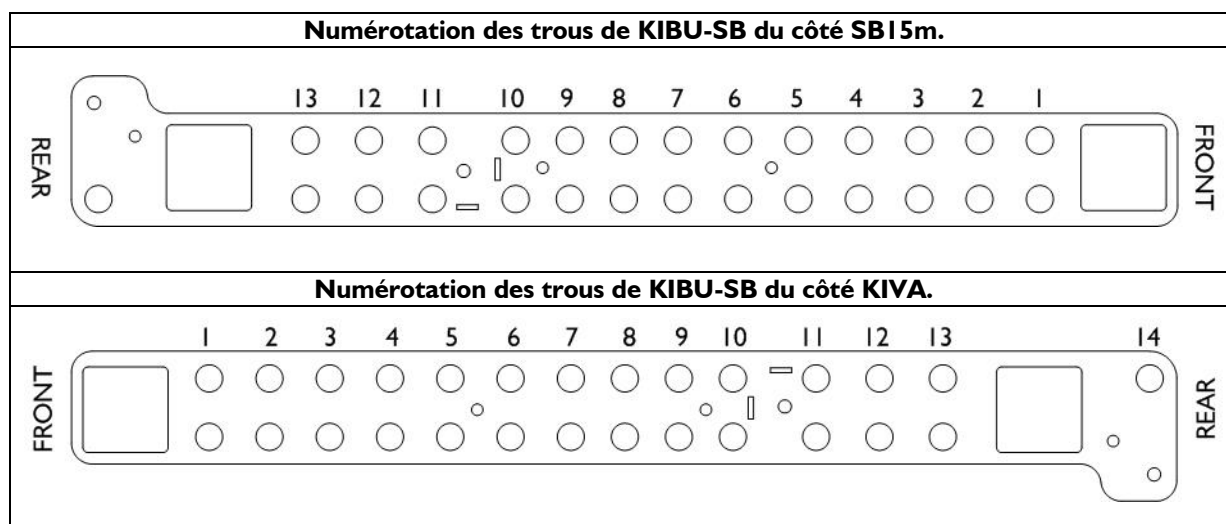 Numérotation des trous de KIBU-SB du côté SB15m.
13 12 11 10 9 8 7 6 5 4 3 2 1
REAR
FRONT
Numérotation des trous de KIBU-SB du côté KIVA.
1 2 3 4 5 6 7 8 9 10 11 12 13 14
FRONT
REAR